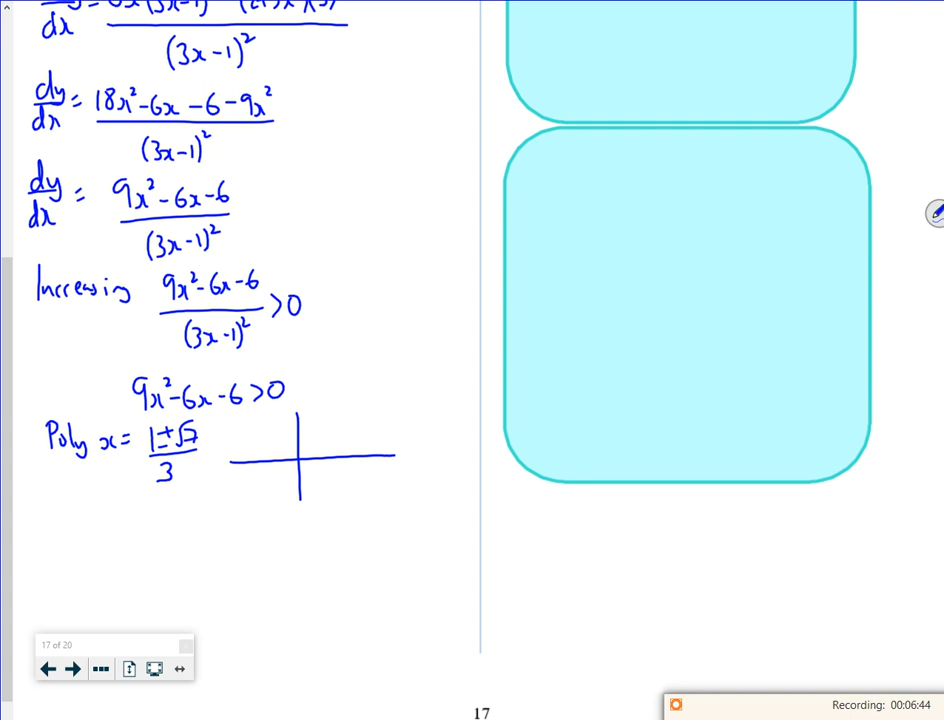 dy/dx =
(3x-1)²
dy/dx = (18x²-6x-6-9x²)/(3x-1)²
dy/dx = (9x²-6x-6)/(3x-1)²
Increasing (9x²-6x-6)/(3x-1)² >0
9x²-6x-6>0
Poly x= (1±√7)/3
17 of 20
17
Recording: 00:06:44